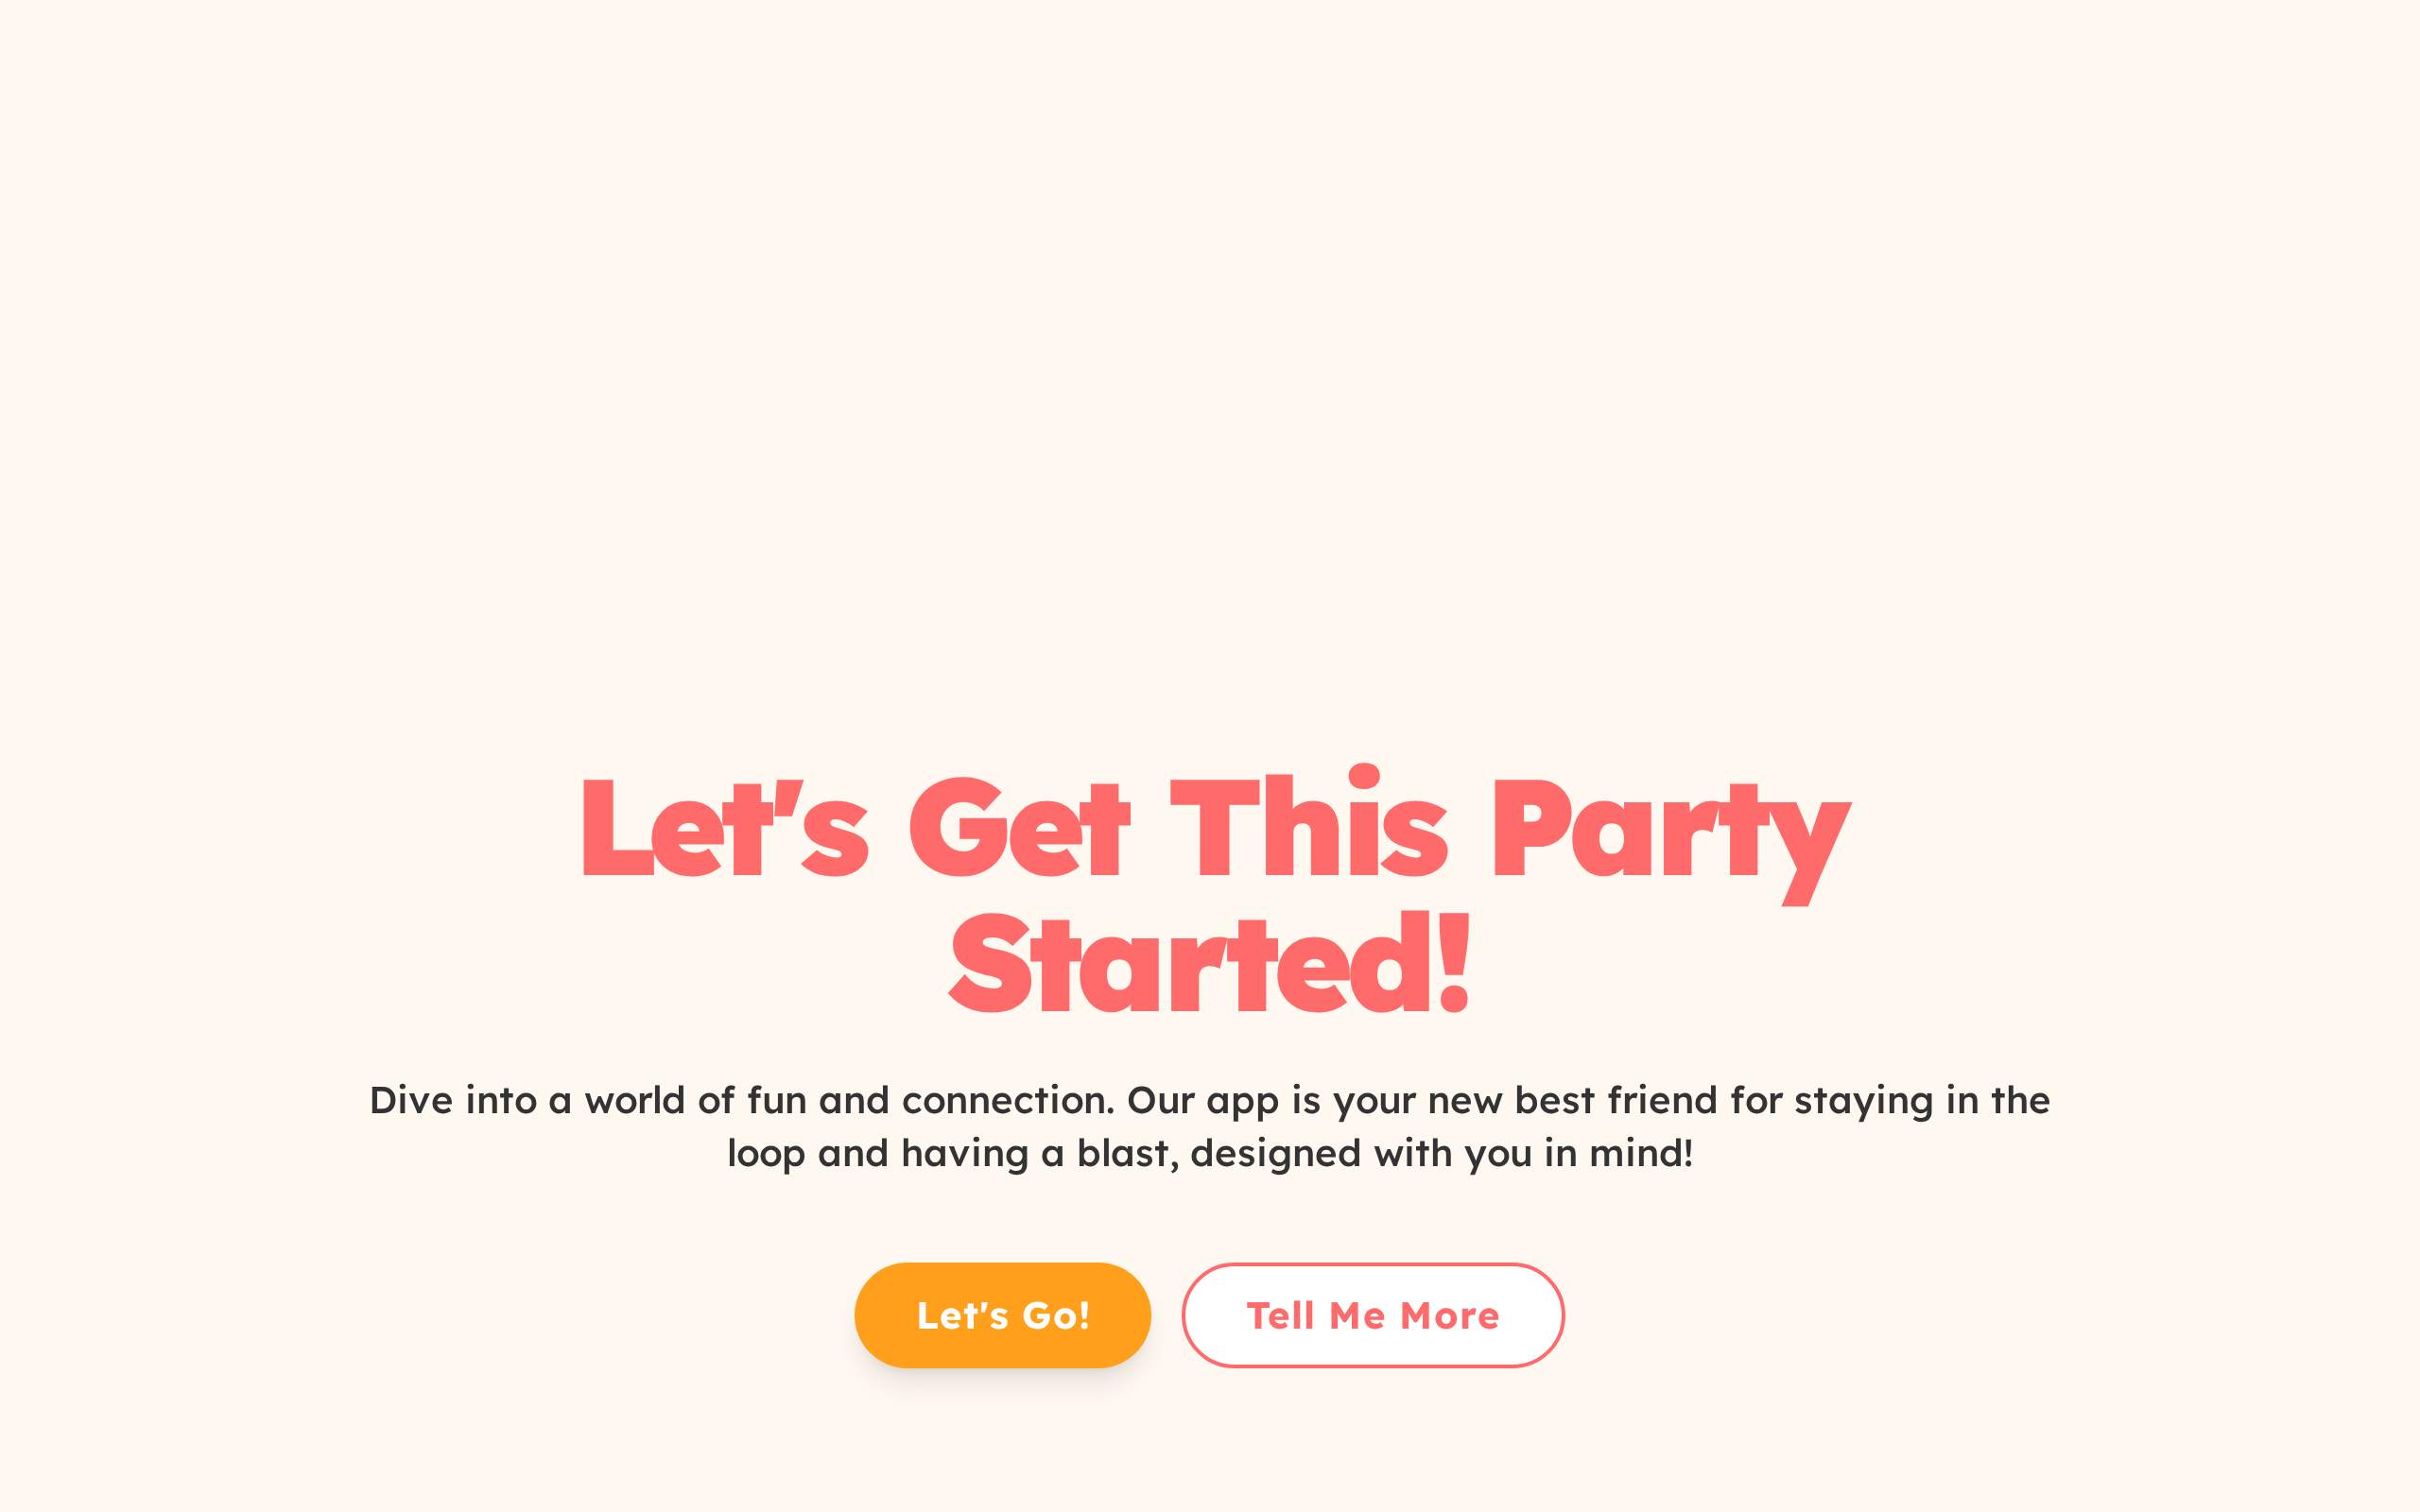 Let's Get This Party
Started!
Dive into a world of fun and connection. Our app is your new best friend for staying in the
loop and having a blast, designed with you in mind!
Let's Go!
Tell Me More